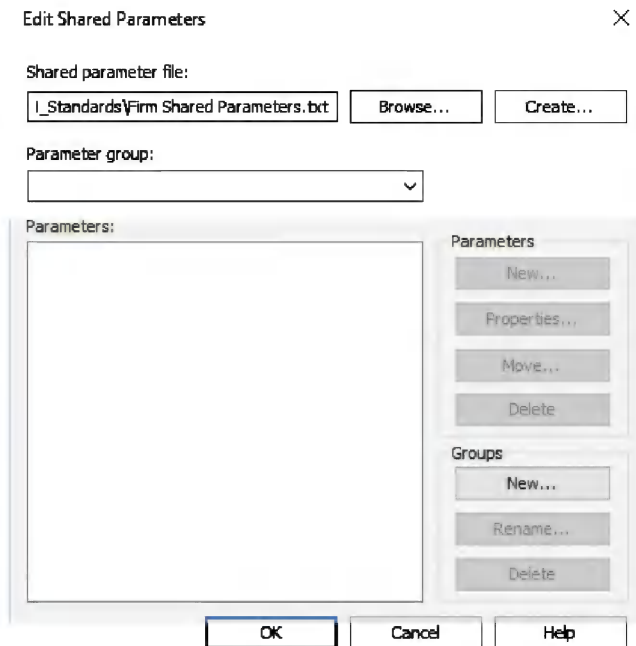 Edit Shared Parameters
Shared parameter file:
I_Standards\Firm Shared Parameters.txt
Browse...
Create...
Parameter group:
Parameters:
Parameters
New...
Properties...
Move...
Delete
Groups
New...
Rename...
Delete
OK
Cancel
Help